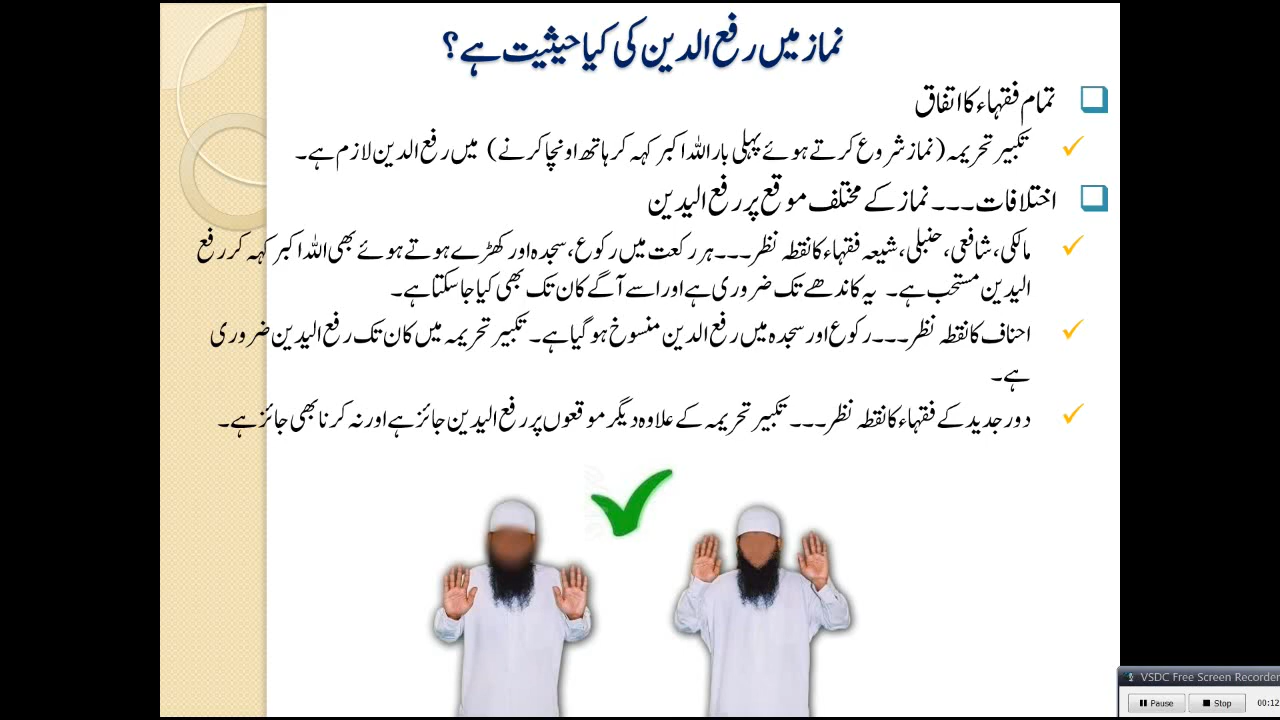 نماز میں رفع الدین کی کیا حیثیت ہے؟
تمام فقہاء کا اتفاق
تکبیر تحریمہ (نماز شروع کرتے ہوئے پہلی بار اللہ اکبر کہہ کر ہاتھ اونچا کرنے) میں رفع الدین لازم ہے۔
اختلافات۔۔۔ نماز کے مختلف موقع پر رفع الیدین
مالکی، شافعی، حنبلی، شیعہ فقہاء کا نقطہ نظر۔۔۔ ہر رکعت میں رکوع، سجدہ اور کھڑے ہوتے ہوئے بھی اللہ اکبر کہہ کر رفع
الیدین مستحب ہے۔ یہ کاندھے تک ضروری ہے اور اسے آگے کان تک بھی کیا جا سکتا ہے۔
احناف کا نقطہ نظر۔۔۔ رکوع اور سجدہ میں رفع الدین منسوخ ہو گیا ہے۔ تکبیر تحریمہ میں کان تک رفع الیدین ضروری
ہے۔
دور جدید کے فقہاء کا نقطہ نظر۔۔۔ تکبیر تحریمہ کے علاوہ دیگر موقعوں پر رفع الیدین جائز ہے اور نہ کرنا بھی جائز ہے۔
VSDC Free Screen Recorder
Pause Stop 00:12